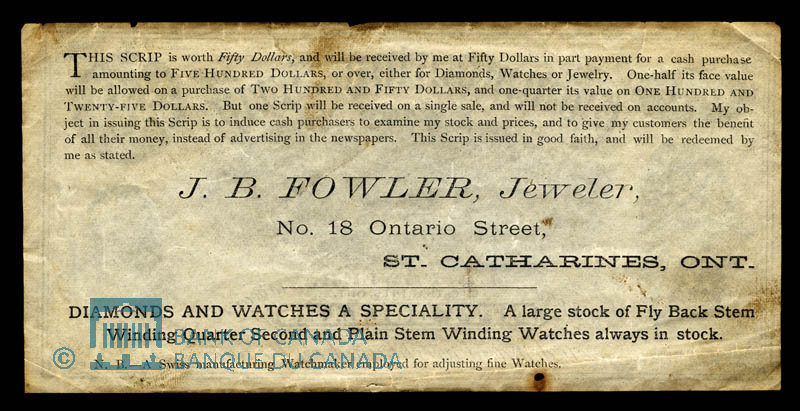 THIS SCRIP is worth Fifty Dollars, and will be received by me at Fifty Dollars in part payment for a cash purchase
amounting to FIVE HUNDRED DOLLARS, or over, either for Diamonds, Watches or Jewelry. One-half its face value
will be allowed on a purchase of TWO HUNDRED AND FIFTY DOLLARS, and one-quarter its value on ONE HUNDRED AND
TWENTY-FIVE DOLLARS. But one Scrip will be received on a single sale, and will not be received on accounts. My ob-
ject in issuing this Scrip is to induce cash purchasers to examine my stock and prices, and to give my customers the benefit
of all their money, instead of advertising in the newspapers. This Scrip is issued in good faith, and will be redeemed by
me as stated.
J. B. FOWLER, Jeweler,
No. 18 Ontario Street,
ST. CATHARINES, ONT.
DIAMONDS AND WATCHES A SPECIALITY. A large stock of Fly Back Stem
Winding Quarter Second and Plain Stem Winding Watches always in stock.
N. B.—A Swiss manufacturing Watchmaker employed for adjusting fine Watches.
© BANK OF CANADA
BANQUE DU CANADA